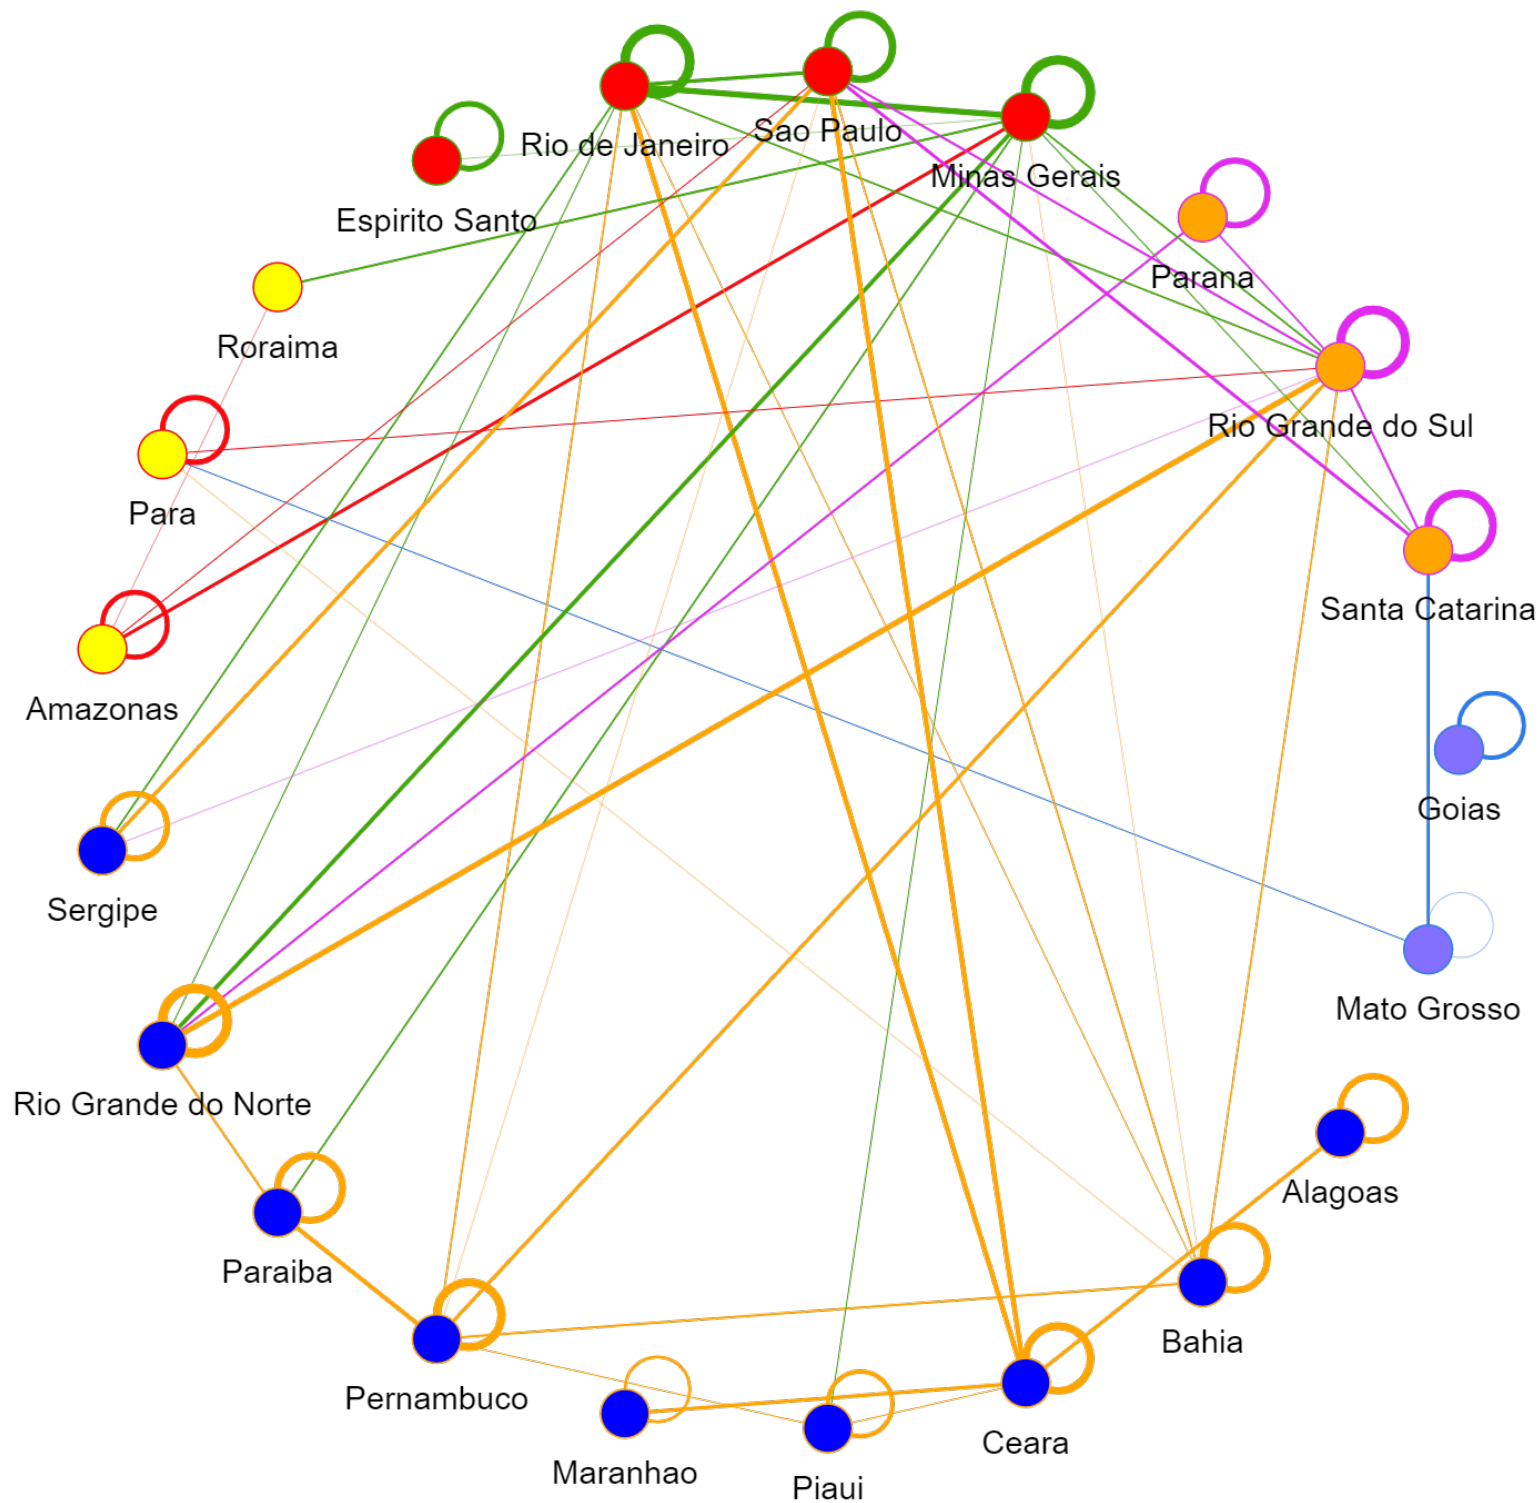 Rio de Janeiro
Sao Paulo
Minas Gerais
Espirito Santo
Parana
Roraima
Rio Grande do Sul
Para
Santa Catarina
Amazonas
Goias
Sergipe
Mato Grosso
Rio Grande do Norte
Alagoas
Paraiba
Bahia
Pernambuco
Ceara
Maranhao
Piaui